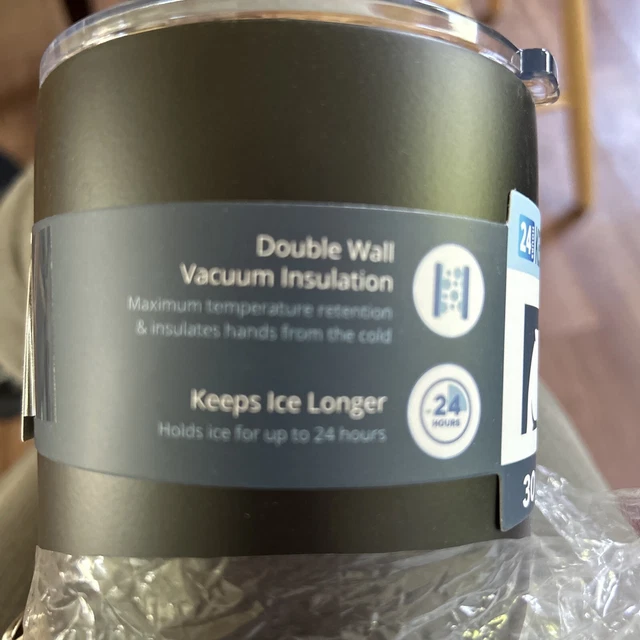 Double Wall
Vacuum Insulation
Maximum temperature retention
& insulates hands from the cold
Keeps Ice Longer
Holds ice for up to 24 hours
24
HOURS
24
30